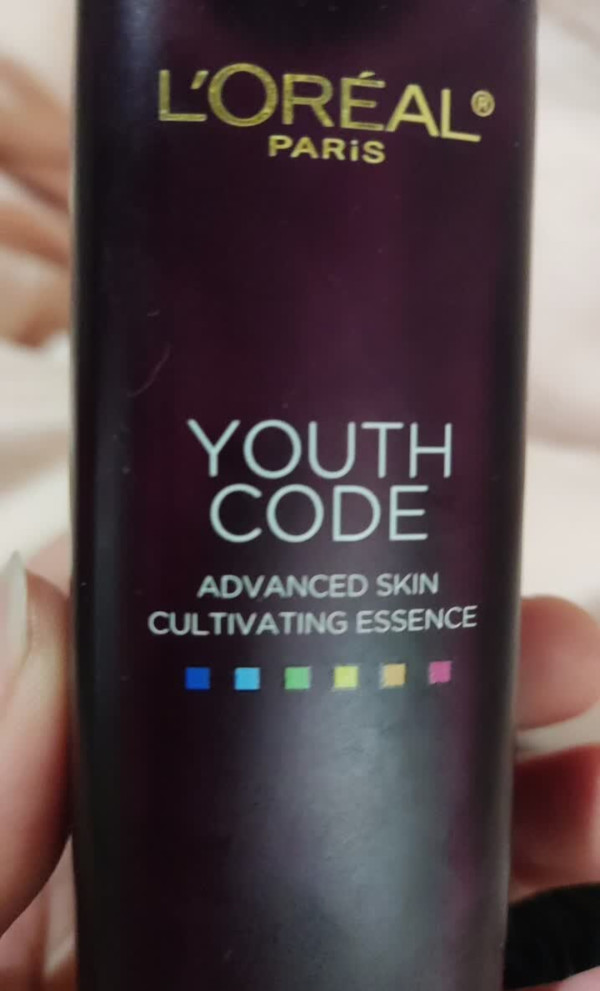 L'ORÉAL®
PARiS
YOUTH
CODE
ADVANCED SKIN
CULTIVATING ESSENCE